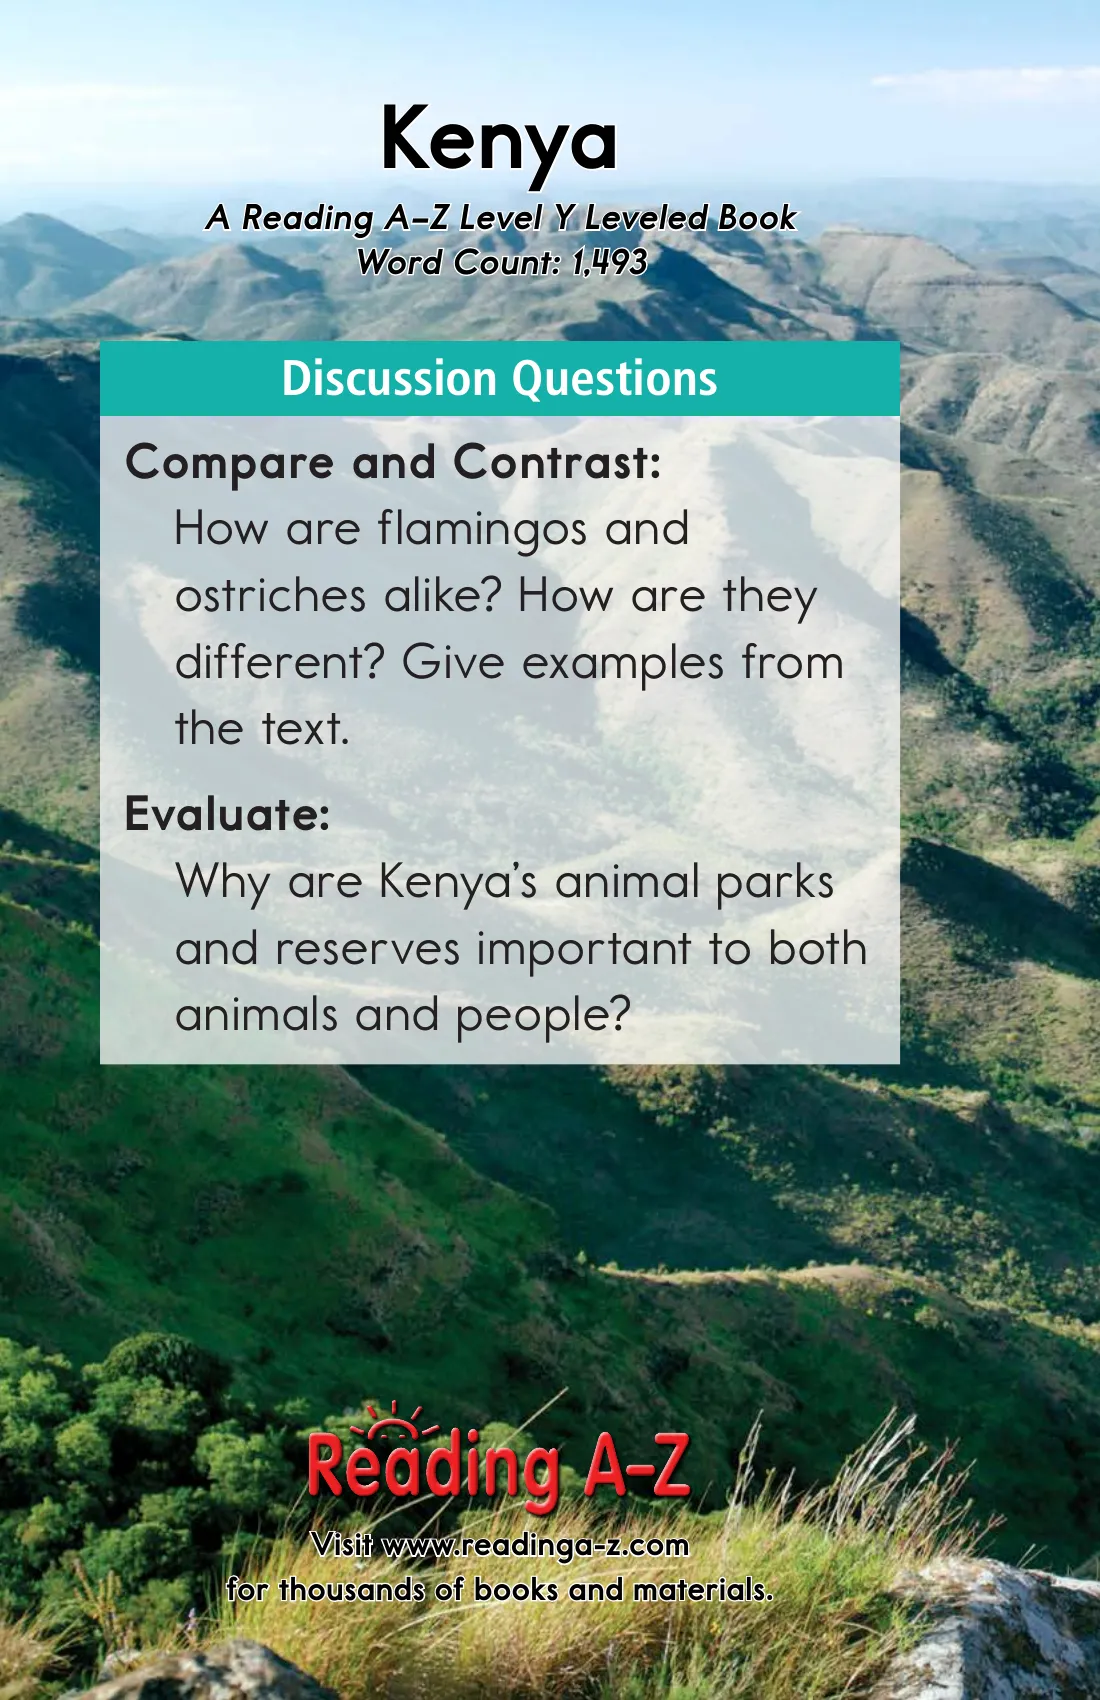 Kenya
A Reading A–Z Level Y Leveled Book
Word Count: 1,493
Discussion Questions
Compare and Contrast:
How are flamingos and
ostriches alike? How are they
different? Give examples from
the text.
Evaluate:
Why are Kenya’s animal parks
and reserves important to both
animals and people?
Reading A–Z
Visit www.readinga-z.com
for thousands of books and materials.